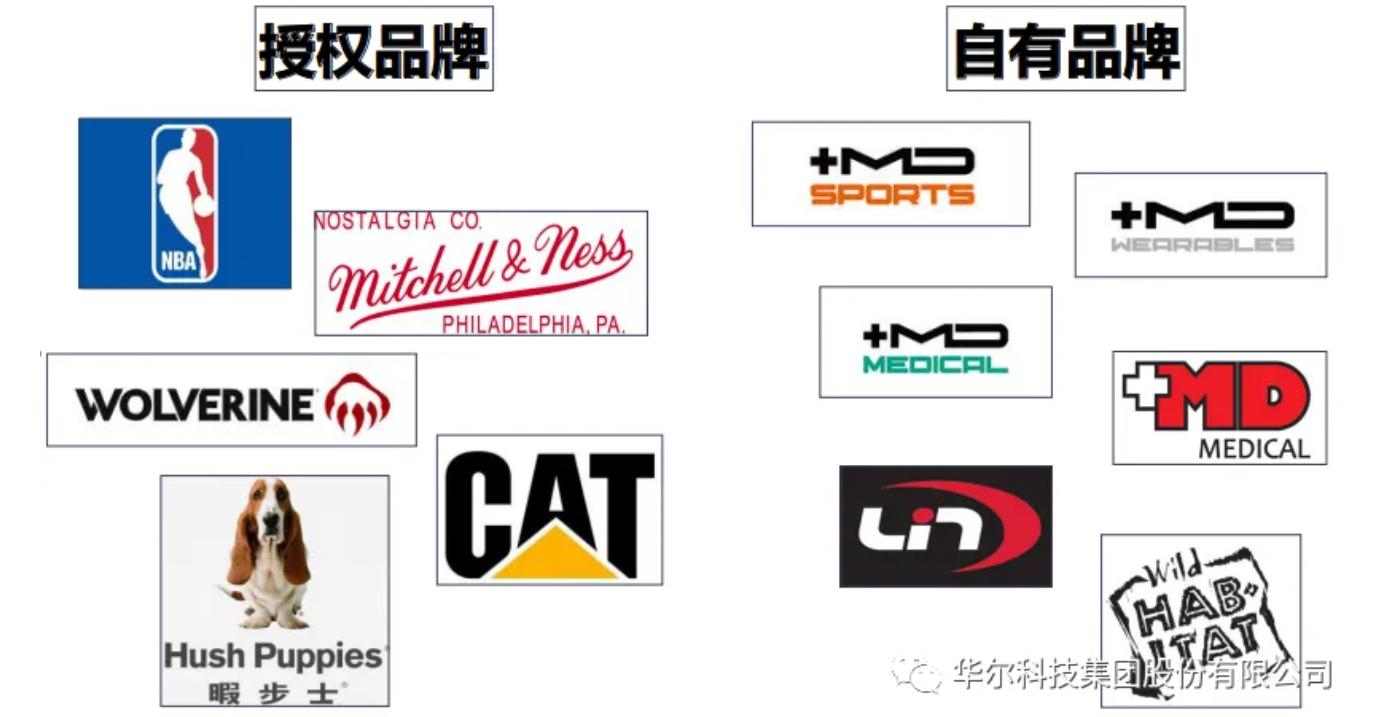 授权品牌
NBA
NOSTALGIA CO.
Mitchell & Ness
PHILADELPHIA, PA.
WOLVERINE
CAT
Hush Puppies®
暇步士®
自有品牌
+MD
SPORTS
+MD
WEARABLES
+MD
MEDICAL
+MD
MEDICAL
Lin
Wild
HAB-
ITAT
华尔科技集团股份有限公司